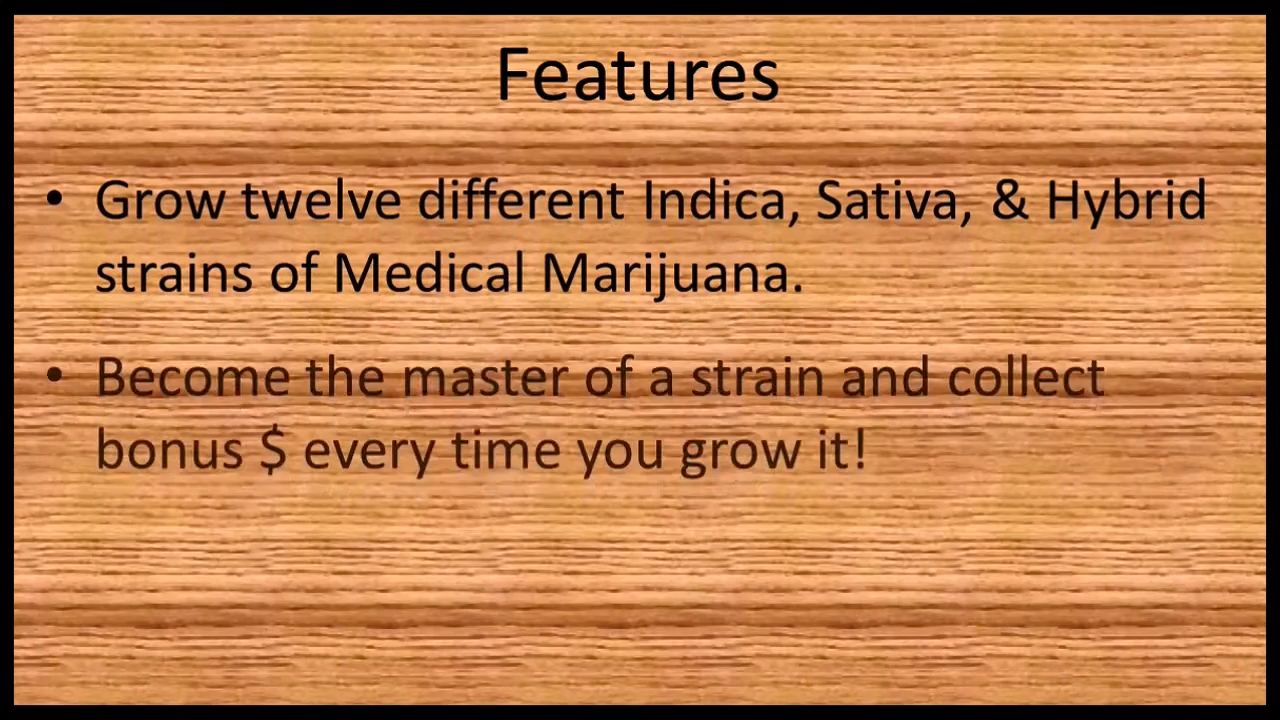 Features
• Grow twelve different Indica, Sativa, & Hybrid
strains of Medical Marijuana.
• Become the master of a strain and collect
bonus $ every time you grow it!